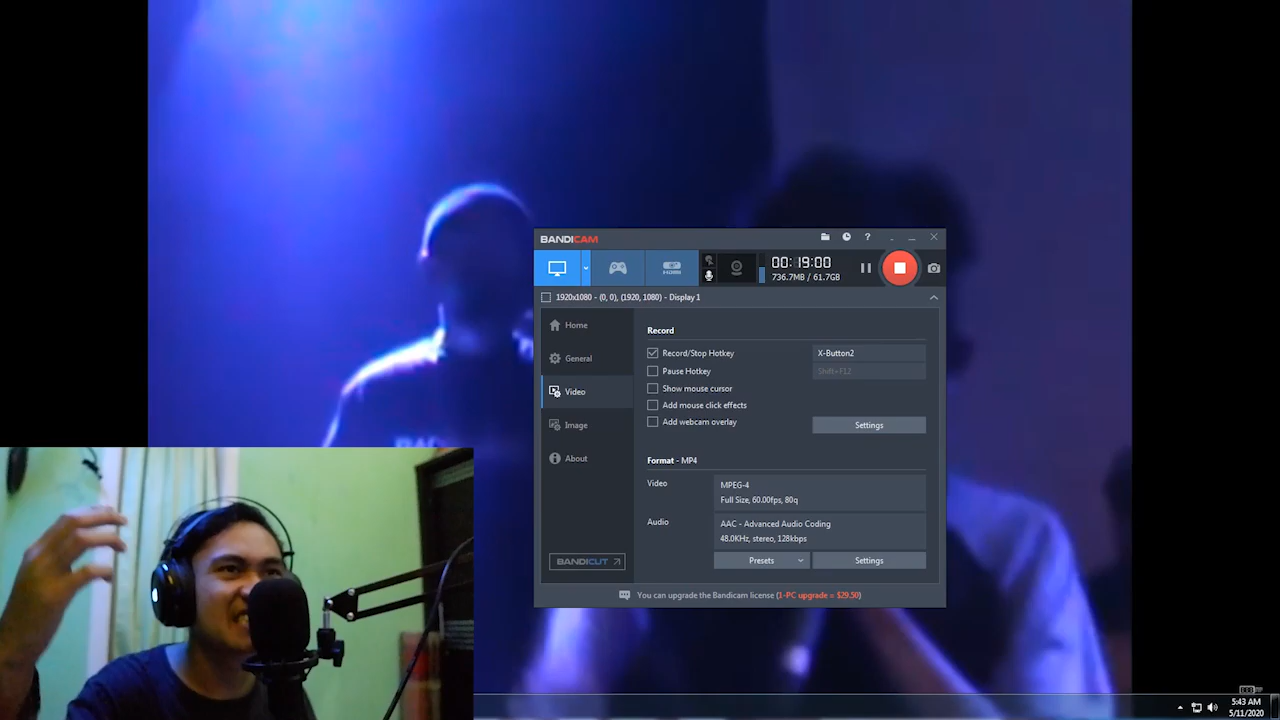 BANDICAM
?
HDMI
00:19:00
736.7MB / 61.7GB
1920x1080 - (0, 0), (1920, 1080) - Display 1
Home
General
Video
Image
About
BANDICUT
Record
Record/Stop Hotkey
X-Button2
Pause Hotkey
Shift+F12
Show mouse cursor
Add mouse click effects
Add webcam overlay
Settings
Format - MP4
Video
MPEG-4
Full Size, 60.00fps, 80q
Audio
AAC - Advanced Audio Coding
48.0KHz, stereo, 128kbps
Presets
Settings
You can upgrade the Bandicam license (1-PC upgrade = $29.50)
5:43 AM
5/11/2020